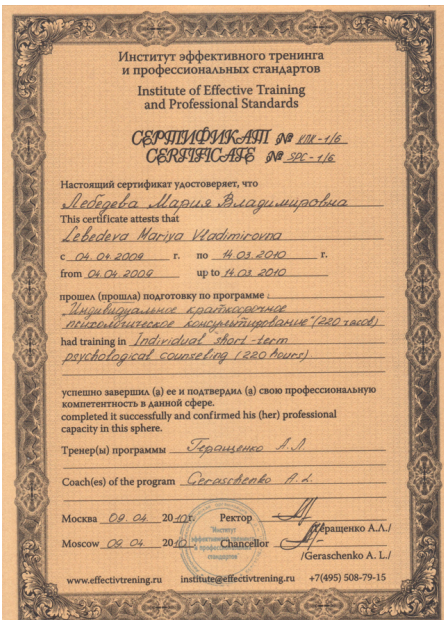 Институт эффективного тренинга
и профессиональных стандартов
Institute of Effective Training
and Professional Standards
СЕРТИФИКАТ № КПК-1/6
CERTIFICATE № SPC-1/6
Настоящий сертификат удостоверяет, что
Лебедева Мария Владимировна
This certificate attests that
Lebedeva Mariya Vladimirovna
с 04.04.2009 г. по 14.03.2010 г.
from 04.04.2009 up to 14.03.2010
прошел (прошла) подготовку по программе :
"Индивидуальное краткосрочное
психологическое консультирование" (220 часов)
had training in Individual short-term
psychological counseling (220 hours)
успешно завершил (а) ее и подтвердил (а) свою профессиональную
компетентность в данной сфере.
completed it successfully and confirmed his (her) professional
capacity in this sphere.
Тренер(ы) программы Геращенко А.Л.
Coach(es) of the program Geraschenko A.L.
Москва 09.04. 2010г. Ректор
/Геращенко А.Л./
Moscow 09.04 2010 Chancellor
/Geraschenko A. L./
"Институт
эффективного тренинга
и профессиональных
стандартов"
www.effectivtrening.ru institute@effectivtrening.ru +7(495) 508-79-15